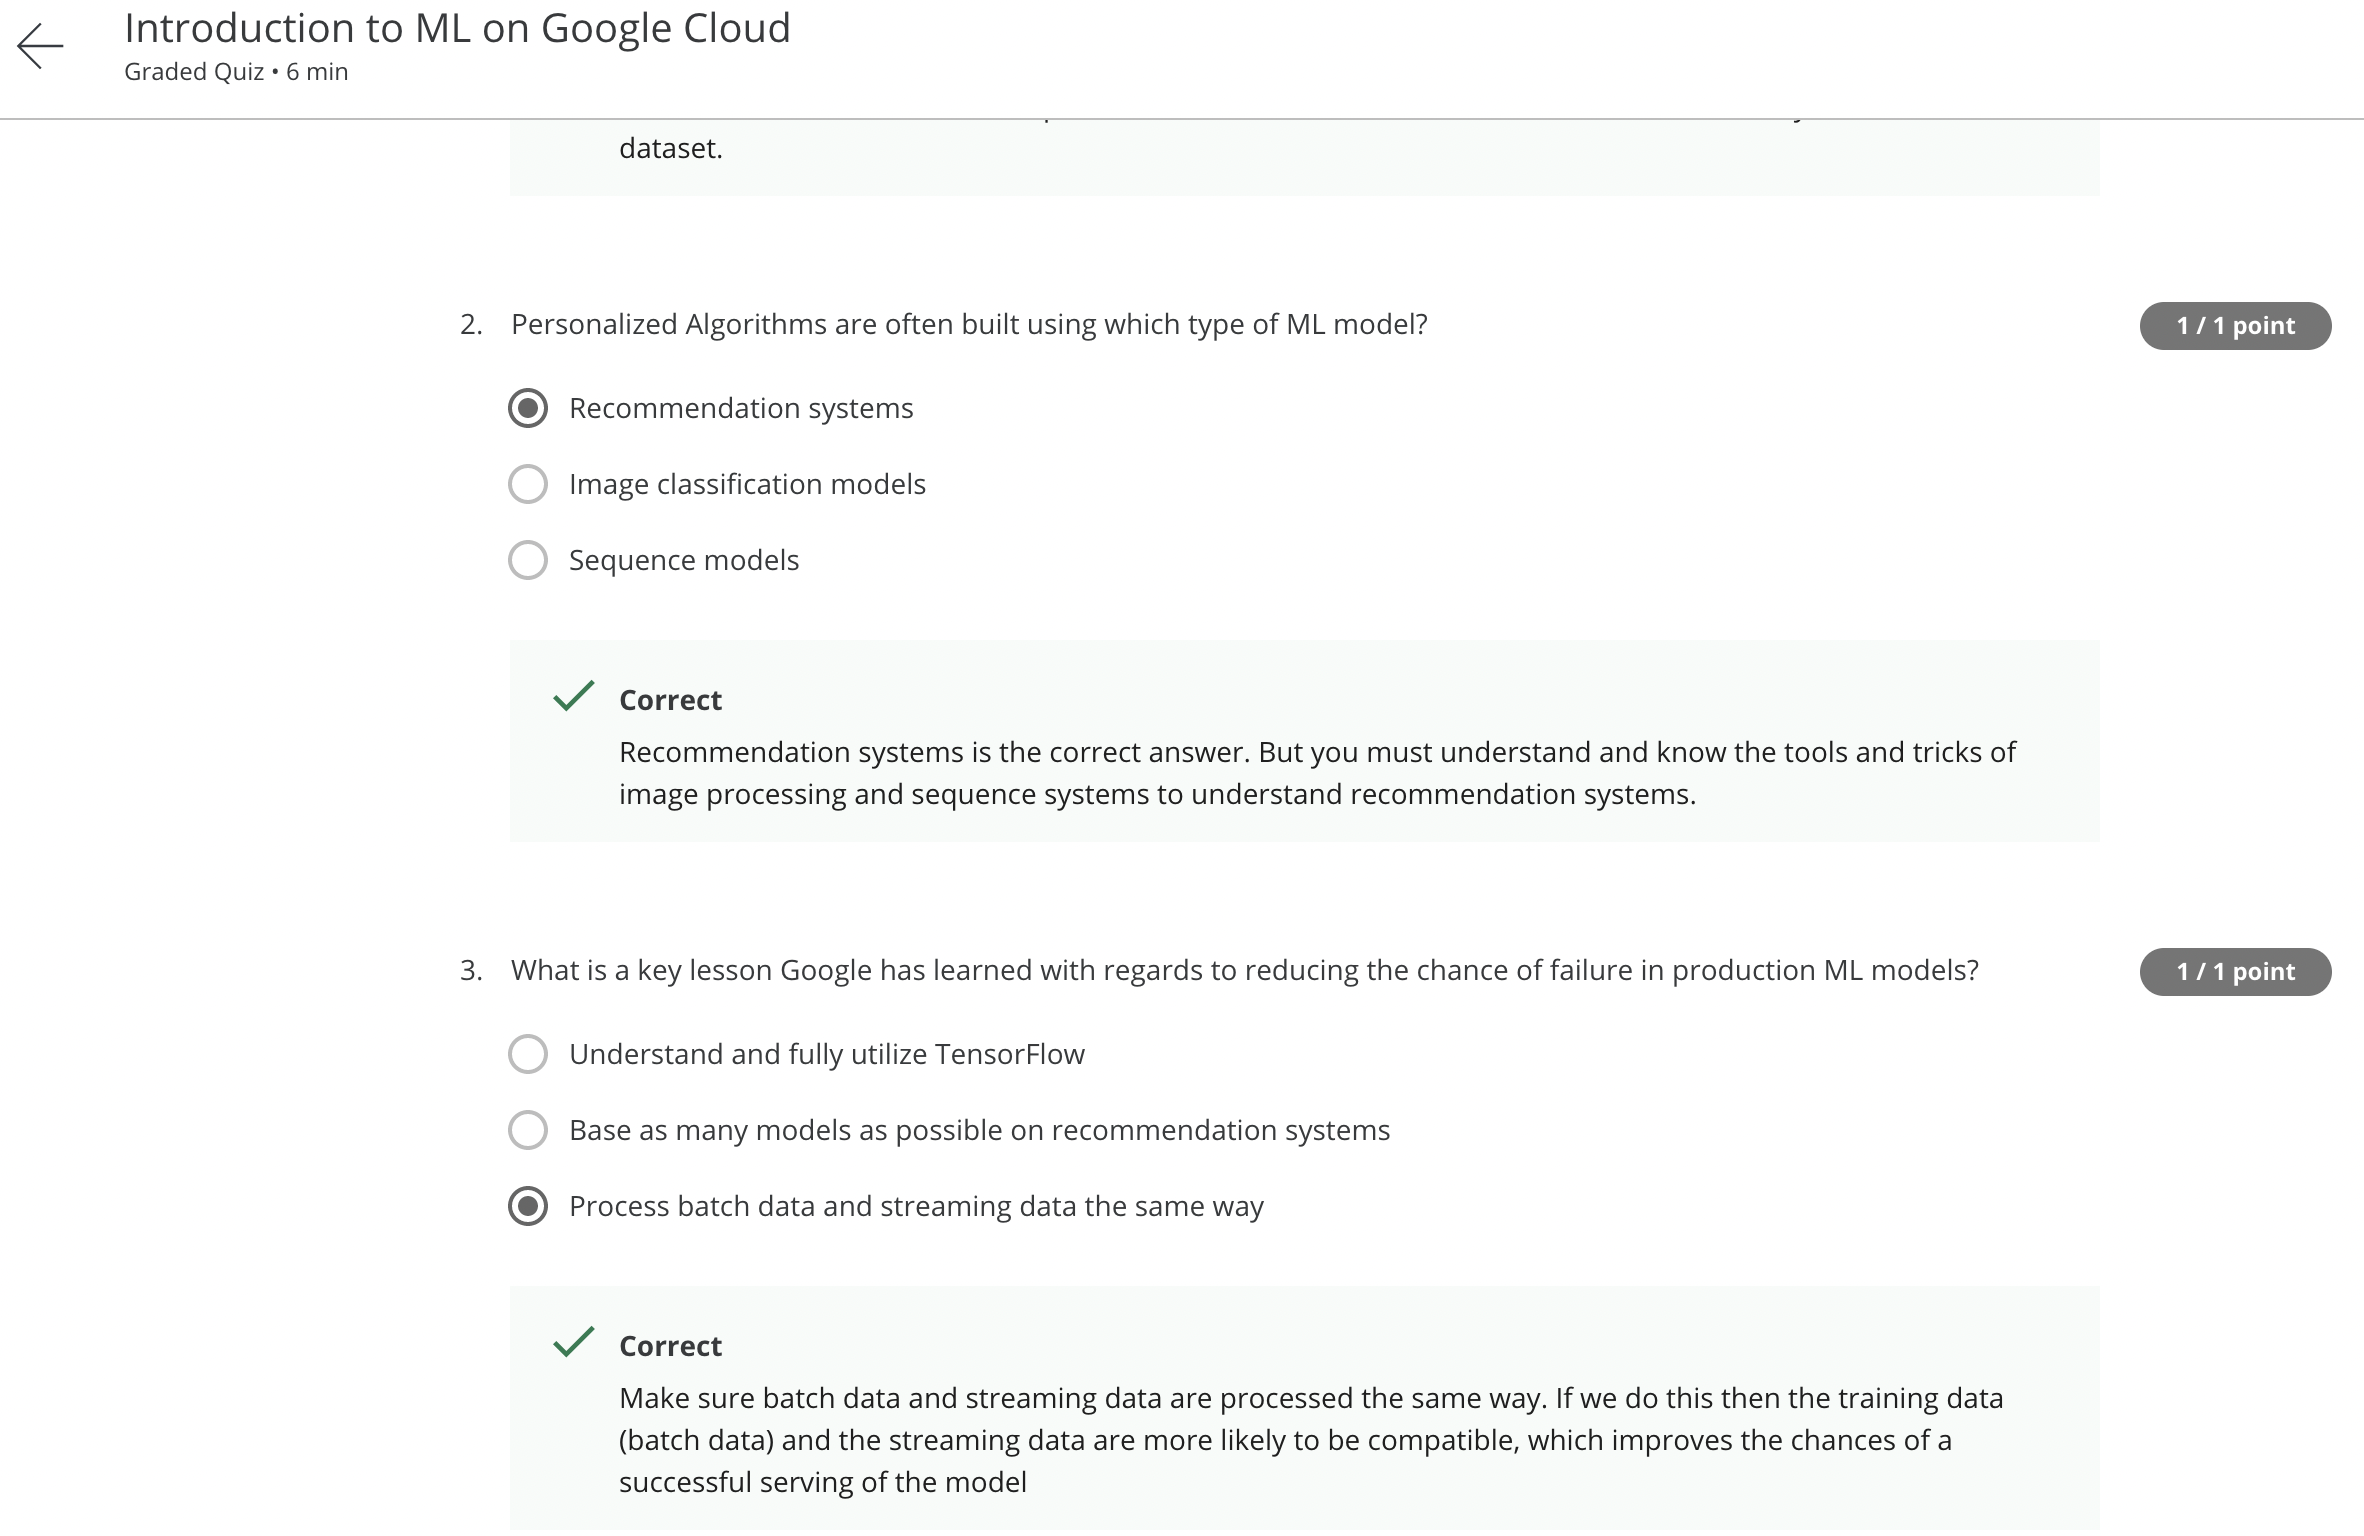 Introduction to ML on Google Cloud
Graded Quiz • 6 min
dataset.
2. Personalized Algorithms are often built using which type of ML model?
1 / 1 point
Recommendation systems
Image classification models
Sequence models
Correct
Recommendation systems is the correct answer. But you must understand and know the tools and tricks of
image processing and sequence systems to understand recommendation systems.
3. What is a key lesson Google has learned with regards to reducing the chance of failure in production ML models?
1 / 1 point
Understand and fully utilize TensorFlow
Base as many models as possible on recommendation systems
Process batch data and streaming data the same way
Correct
Make sure batch data and streaming data are processed the same way. If we do this then the training data
(batch data) and the streaming data are more likely to be compatible, which improves the chances of a
successful serving of the model